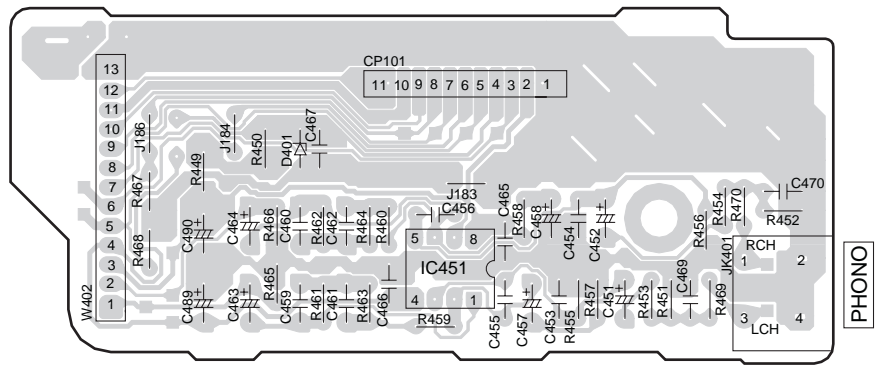 CP101
11 10 9 8 7 6 5 4 3 2 1
13
12
11
10
9
8
7
6
5
4
3
2
1
W402
J186
J184
R450
D401
C467
R449
R467
R468
J183
C456
C465
R458
C458
C454
C452
R456
R454
R470
C470
R452
C490
C464
R466
C460
R462
C462
R464
R460
5
8
IC451
4
1
R459
R465
C489
C463
C459
R461
C461
R463
C466
C455
C457
C453
R455
R457
C451
R453
R451
C469
R469
JK401
RCH
1
2
3
4
LCH
PHONO